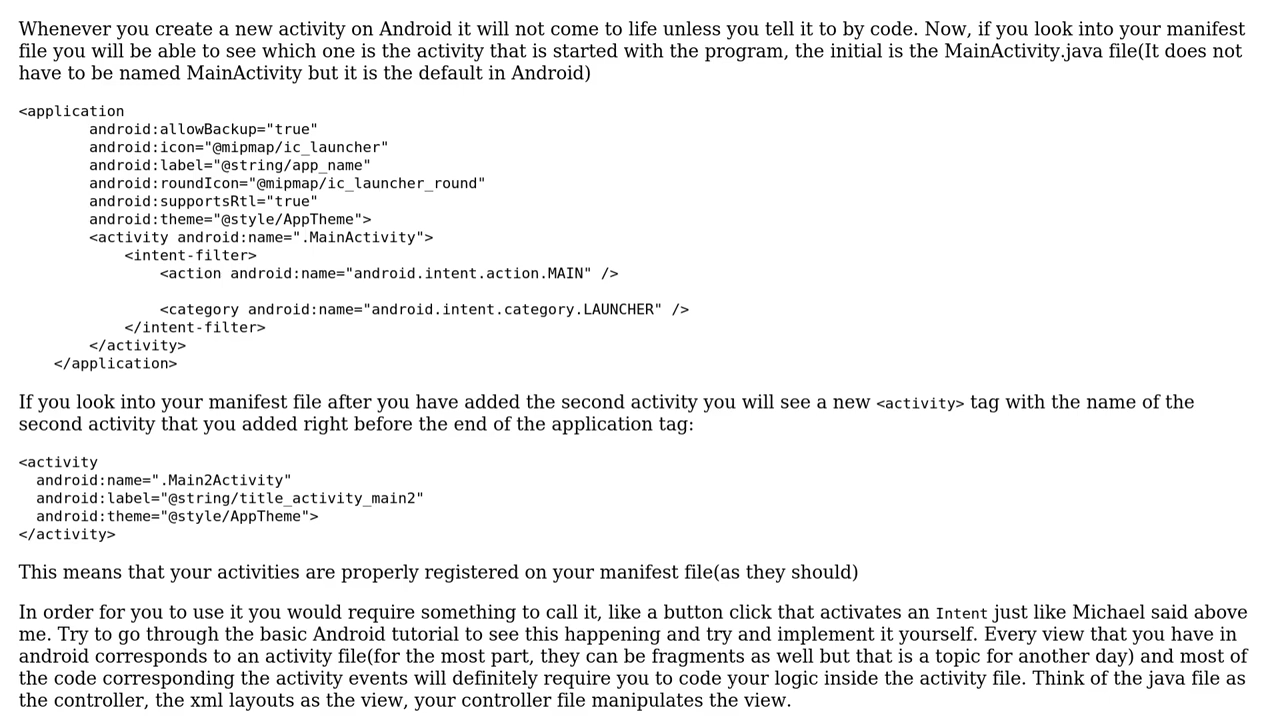 Whenever you create a new activity on Android it will not come to life unless you tell it to by code. Now, if you look into your manifest
file you will be able to see which one is the activity that is started with the program, the initial is the MainActivity.java file(It does not
have to be named MainActivity but it is the default in Android)
<application
        android:allowBackup="true"
        android:icon="@mipmap/ic_launcher"
        android:label="@string/app_name"
        android:roundIcon="@mipmap/ic_launcher_round"
        android:supportsRtl="true"
        android:theme="@style/AppTheme">
        <activity android:name=".MainActivity">
            <intent-filter>
                <action android:name="android.intent.action.MAIN" />
                <category android:name="android.intent.category.LAUNCHER" />
            </intent-filter>
        </activity>
    </application>
If you look into your manifest file after you have added the second activity you will see a new <activity> tag with the name of the
second activity that you added right before the end of the application tag:
<activity
  android:name=".Main2Activity"
  android:label="@string/title_activity_main2"
  android:theme="@style/AppTheme">
</activity>
This means that your activities are properly registered on your manifest file(as they should)
In order for you to use it you would require something to call it, like a button click that activates an Intent just like Michael said above
me. Try to go through the basic Android tutorial to see this happening and try and implement it yourself. Every view that you have in
android corresponds to an activity file(for the most part, they can be fragments as well but that is a topic for another day) and most of
the code corresponding the activity events will definitely require you to code your logic inside the activity file. Think of the java file as
the controller, the xml layouts as the view, your controller file manipulates the view.